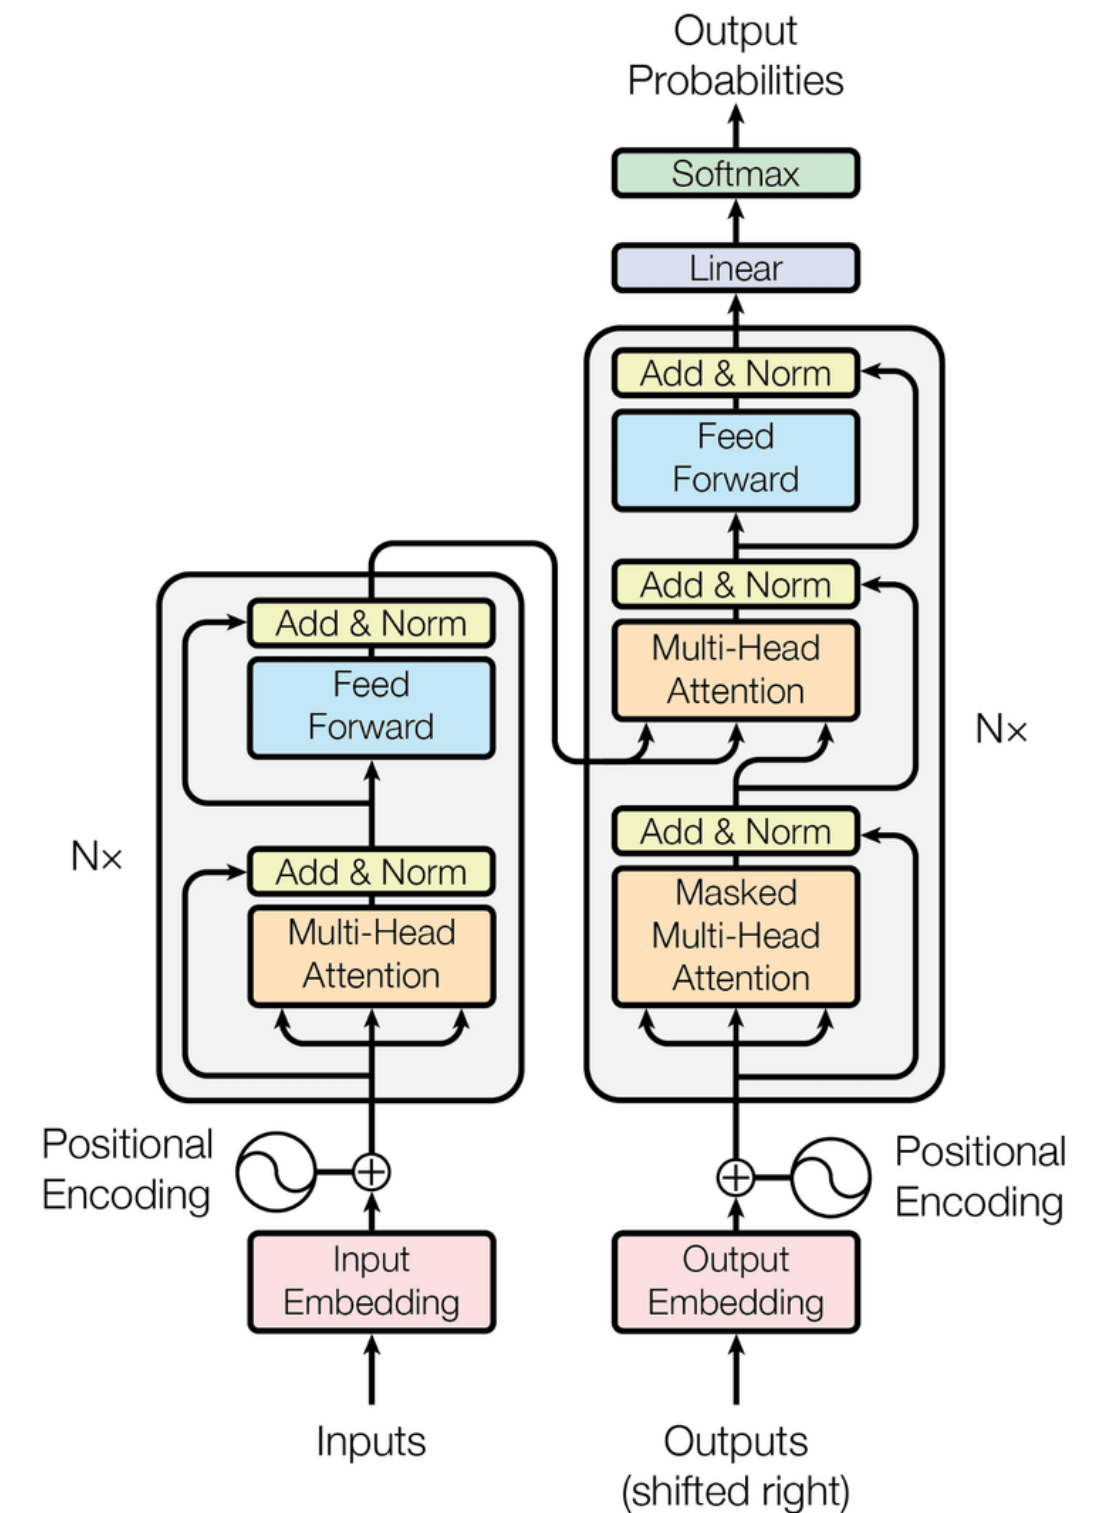 Output
Probabilities
Softmax
Linear
Add & Norm
Feed
Forward
Add & Norm
Multi-Head
Attention
Nx
Add & Norm
Masked
Multi-Head
Attention
Add & Norm
Feed
Forward
Nx
Add & Norm
Multi-Head
Attention
Positional
Encoding
Positional
Encoding
Input
Embedding
Output
Embedding
Inputs
Outputs
(shifted right)